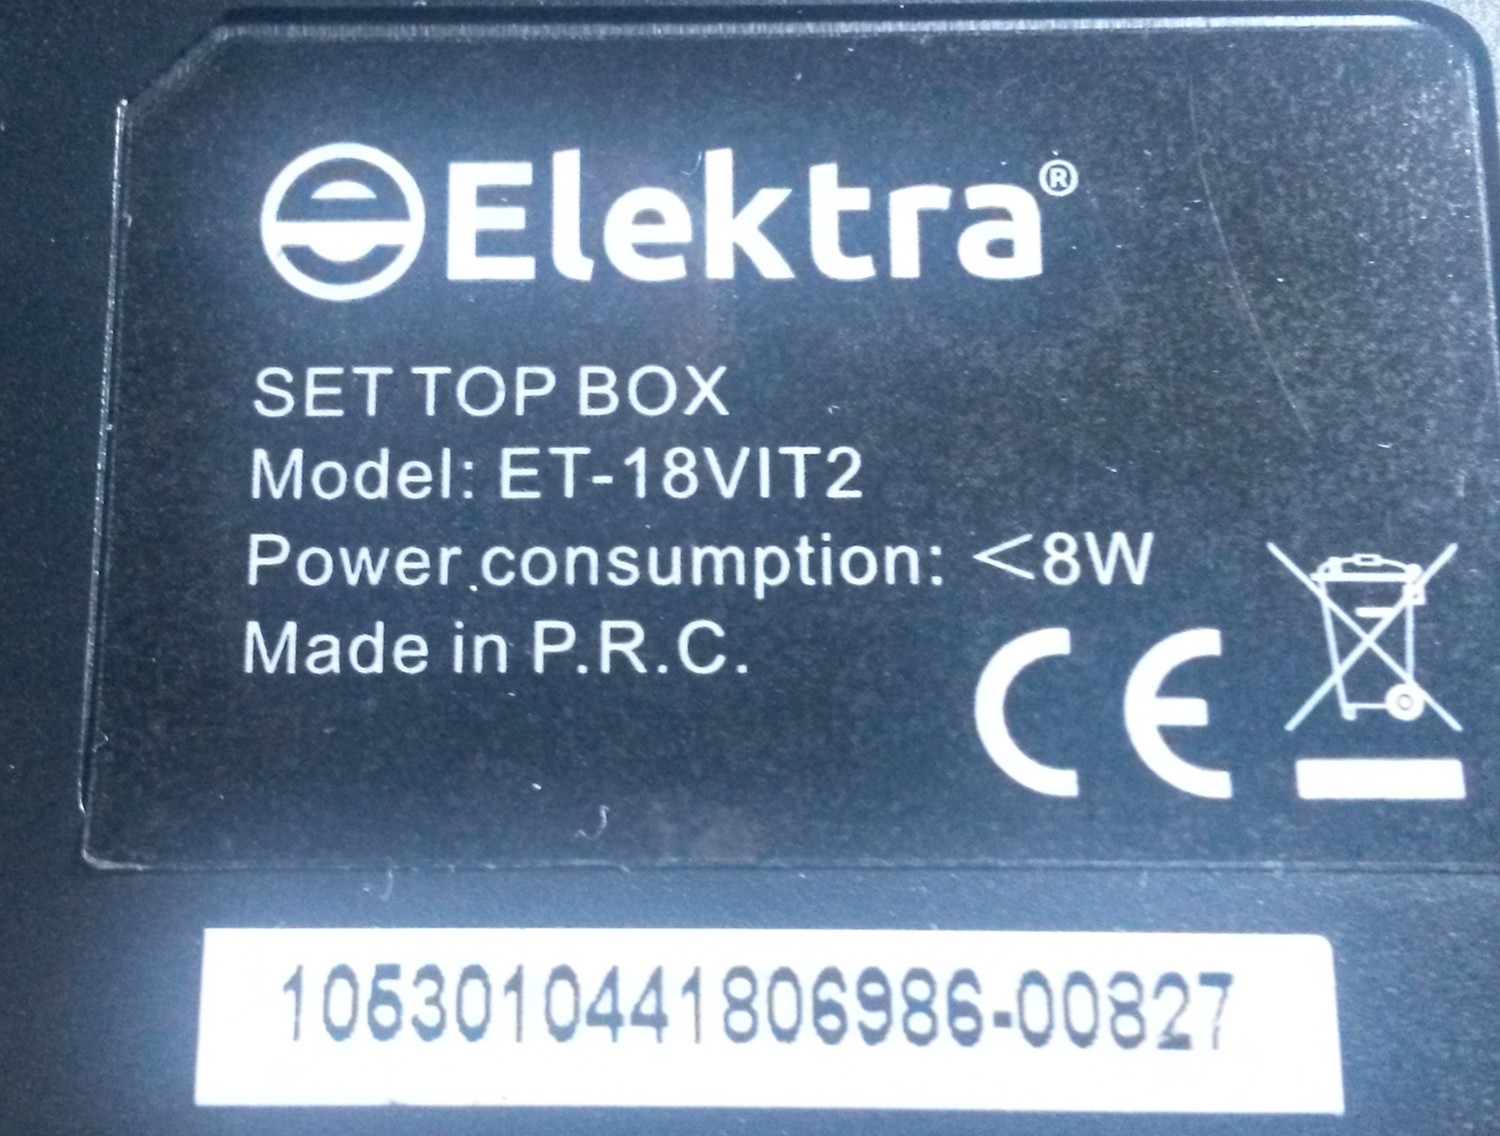 Elektra®
SET TOP BOX
Model: ET-18VIT2
Power consumption: <8W
Made in P.R.C.
CE
1053010441806986-00827